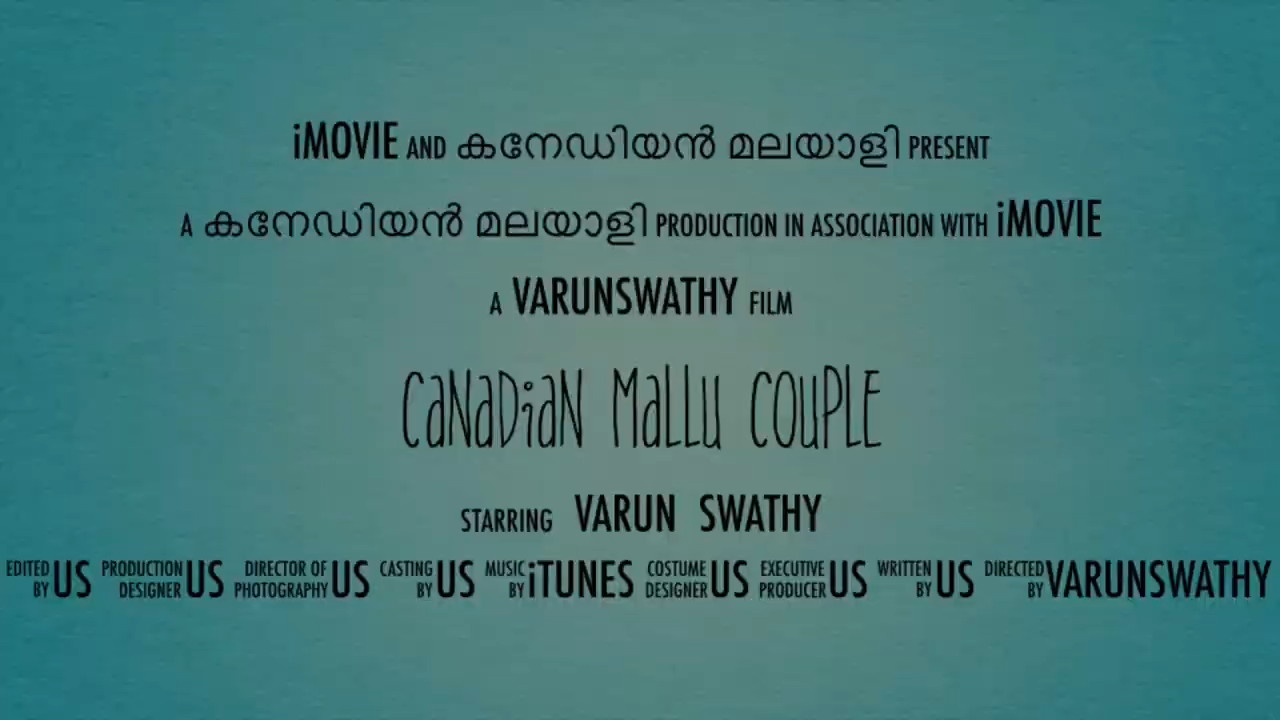 iMOVIE AND കനേഡിയൻ മലയാളി PRESENT
A കനേഡിയൻ മലയാളി PRODUCTION IN ASSOCIATION WITH iMOVIE
A VARUNSWATHY FILM
CaNaDiaN MaLLu COuPLE
STARRING VARUN SWATHY
EDITED BY US PRODUCTION DESIGNER US DIRECTOR OF PHOTOGRAPHY US CASTING BY US MUSIC BY iTUNES COSTUME DESIGNER US EXECUTIVE PRODUCER US WRITTEN BY US DIRECTED BY VARUNSWATHY